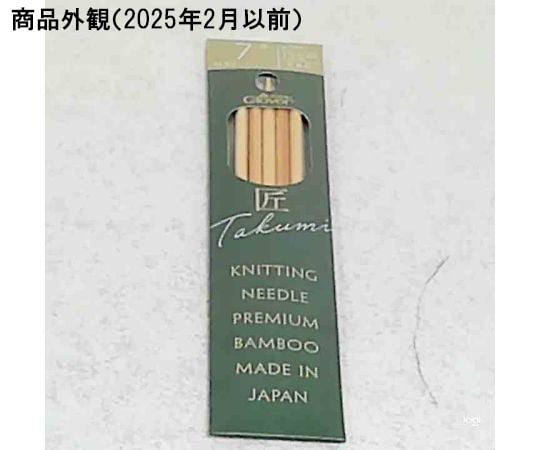 商品外観(2025年2月以前)
7
Clover
匠
Takumi
KNITTING
NEEDLE
PREMIUM
BAMBOO
MADE IN
JAPAN